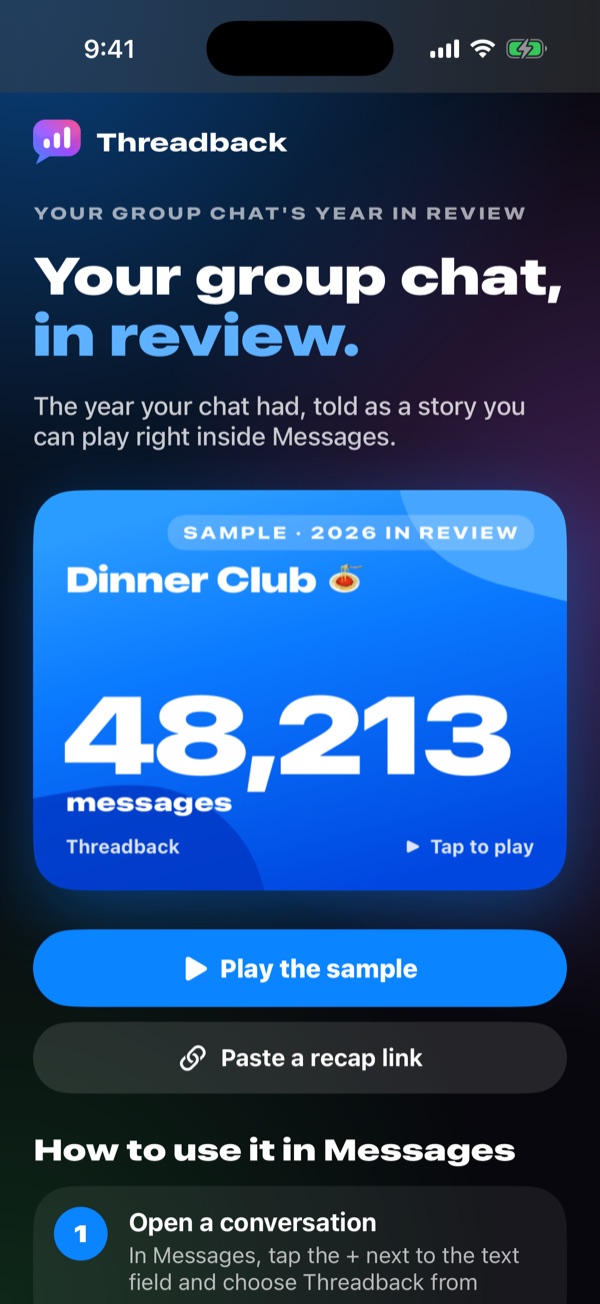 9:41
Threadback
YOUR GROUP CHAT'S YEAR IN REVIEW
Your group chat,
in review.
The year your chat had, told as a story you
can play right inside Messages.
SAMPLE · 2026 IN REVIEW
Dinner Club 🍝
48,213
messages
Threadback
Tap to play
Play the sample
Paste a recap link
How to use it in Messages
1
Open a conversation
In Messages, tap the + next to the text
field and choose Threadback from